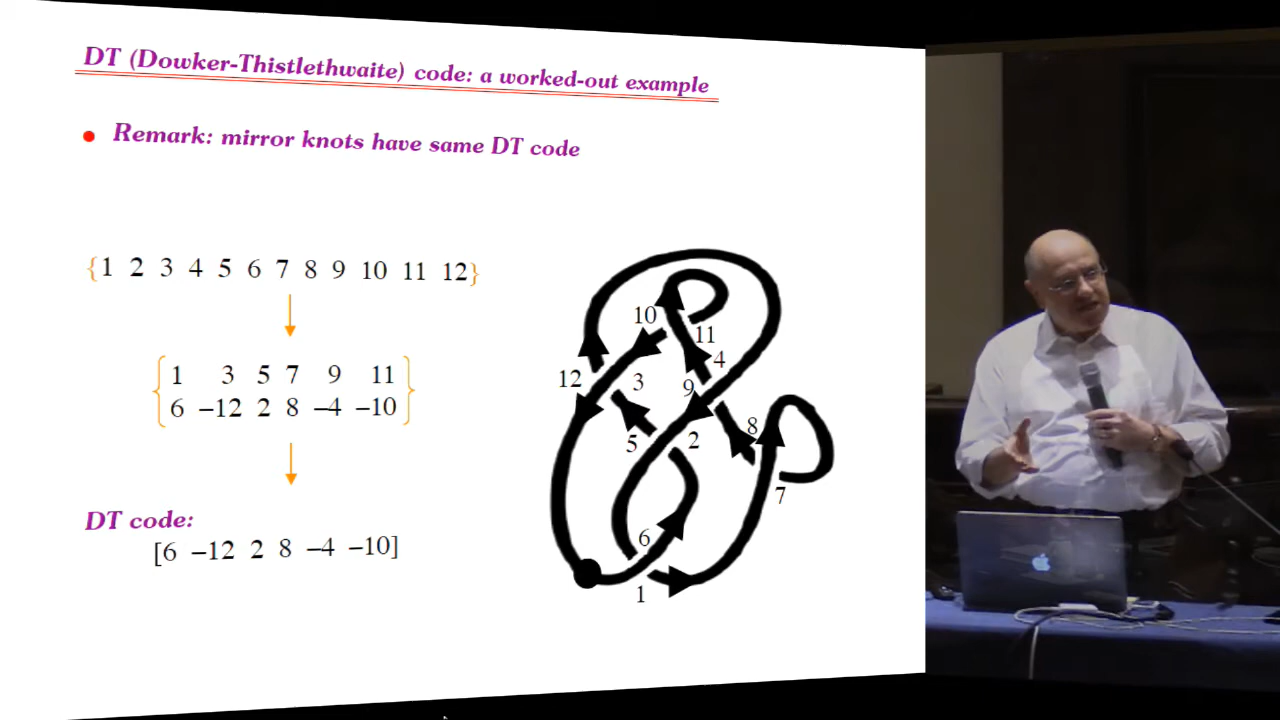 DT (Dowker-Thistlethwaite) code: a worked-out example
Remark: mirror knots have same DT code
{1 2 3 4 5 6 7 8 9 10 11 12}
1 3 5 7 9 11
6 –12 2 8 –4 –10
DT code:
[6 –12 2 8 –4 –10]
10
11
4
12
3
9
8
5
2
7
6
1